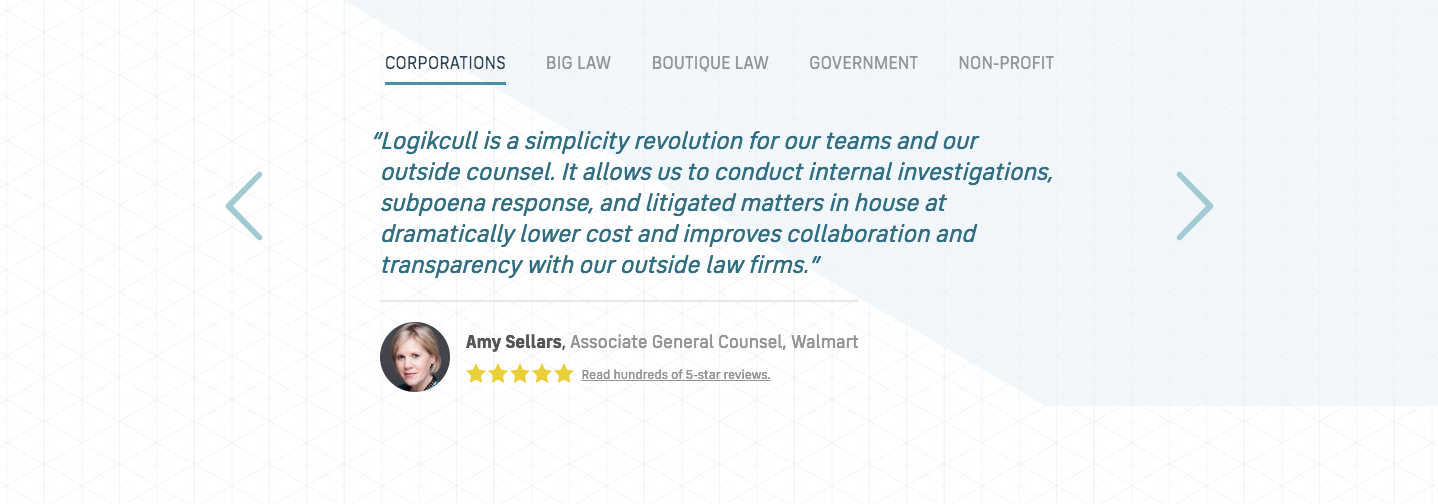 CORPORATIONS BIG LAW BOUTIQUE LAW GOVERNMENT NON-PROFIT
“Logikcull is a simplicity revolution for our teams and our
outside counsel. It allows us to conduct internal investigations,
subpoena response, and litigated matters in house at
dramatically lower cost and improves collaboration and
transparency with our outside law firms.”
Amy Sellars, Associate General Counsel, Walmart
Read hundreds of 5-star reviews.